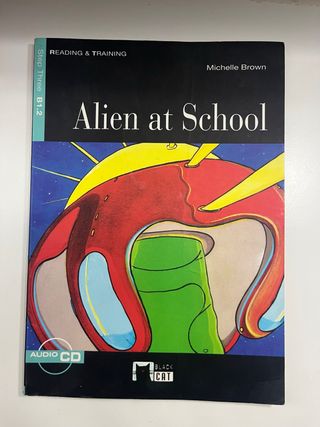 READING & TRAINING
Step Three B1.2
Michelle Brown
Alien at School
AUDIO CD
BLACK
CAT